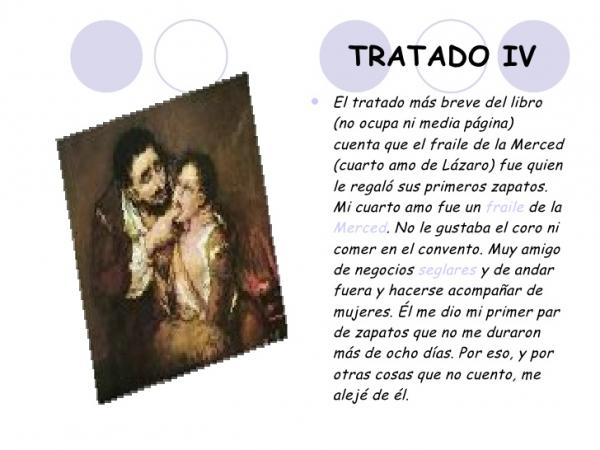 TRATADO IV
El tratado más breve del libro
(no ocupa ni media página)
cuenta que el fraile de la Merced
(cuarto amo de Lázaro) fue quien
le regaló sus primeros zapatos.
Mi cuarto amo fue un fraile de la
Merced. No le gustaba el coro ni
comer en el convento. Muy amigo
de negocios seglares y de andar
fuera y hacerse acompañar de
mujeres. Él me dio mi primer par
de zapatos que no me duraron
más de ocho días. Por eso, y por
otras cosas que no cuento, me
alejé de él.